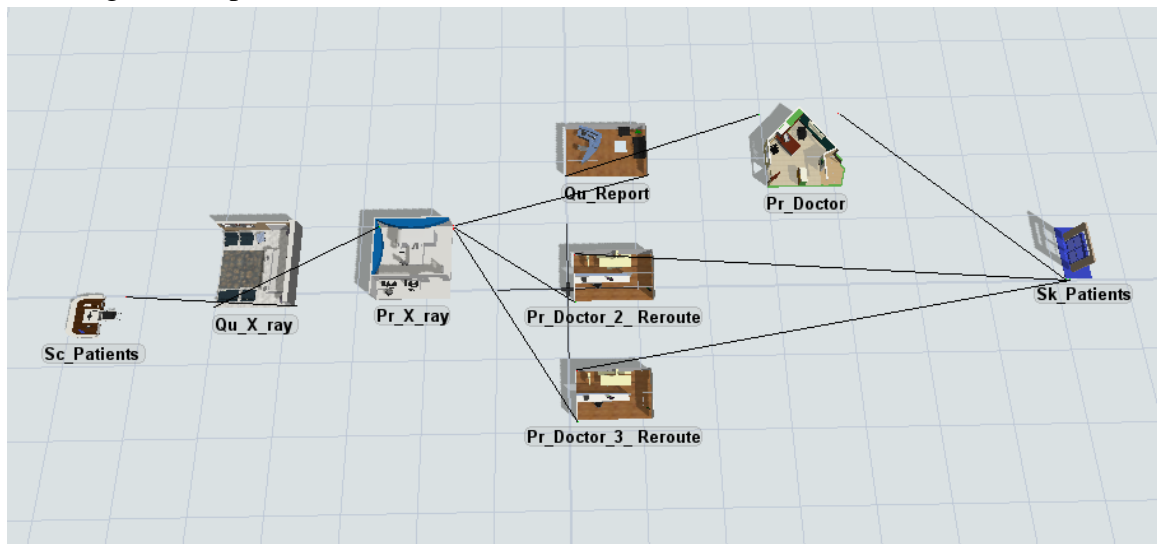 Sc_Patients
Qu_X_ray
Pr_X_ray
Qu_Report
Pr_Doctor
Pr_Doctor_2_ Reroute
Pr_Doctor_3_ Reroute
Sk_Patients